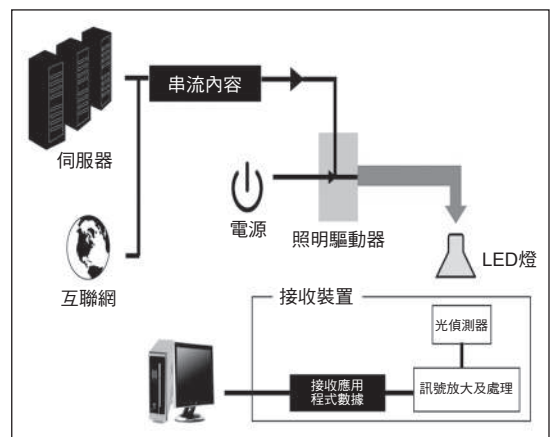 串流內容
伺服器
電源
照明驅動器
LED燈
互聯網
接收裝置
光偵測器
接收應用
程式數據
訊號放大及處理